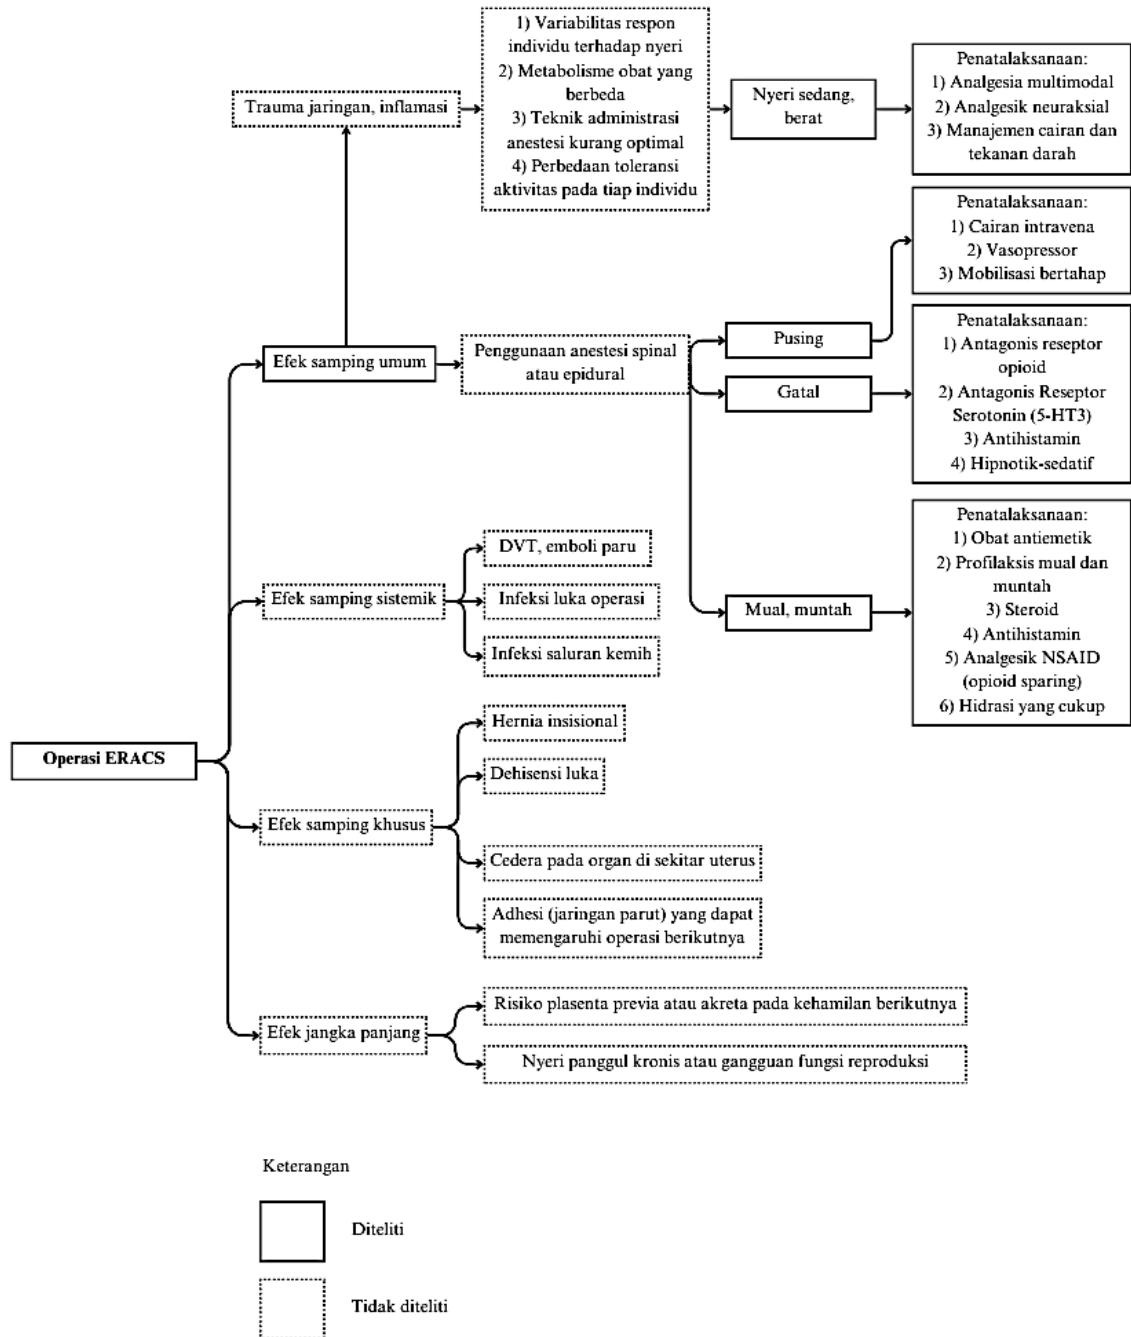 1) Variabilitas respon
individu terhadap nyeri
2) Metabolisme obat yang
berbeda
3) Teknik administrasi
anestesi kurang optimal
4) Perbedaan toleransi
aktivitas pada tiap individu
Trauma jaringan, inflamasi
Nyeri sedang,
berat
Penatalaksanaan:
1) Analgesia multimodal
2) Analgesik neuraksial
3) Manajemen cairan dan
tekanan darah
Penatalaksanaan:
1) Cairan intravena
2) Vasopressor
3) Mobilisasi bertahap
Efek samping umum
Penggunaan anestesi spinal
atau epidural
Pusing
Gatal
Penatalaksanaan:
1) Antagonis reseptor
opioid
2) Antagonis Reseptor
Serotonin (5-HT3)
3) Antihistamin
4) Hipnotik-sedatif
Mual, muntah
Penatalaksanaan:
1) Obat antiemetik
2) Profilaksis mual dan
muntah
3) Steroid
4) Antihistamin
5) Analgesik NSAID
(opioid sparing)
6) Hidrasi yang cukup
Efek samping sistemik
DVT, emboli paru
Infeksi luka operasi
Infeksi saluran kemih
Operasi ERACS
Efek samping khusus
Hernia insisional
Dehisensi luka
Cedera pada organ di sekitar uterus
Adhesi (jaringan parut) yang dapat
memengaruhi operasi berikutnya
Efek jangka panjang
Risiko plasenta previa atau akreta pada kehamilan berikutnya
Nyeri panggul kronis atau gangguan fungsi reproduksi
Keterangan
Diteliti
Tidak diteliti